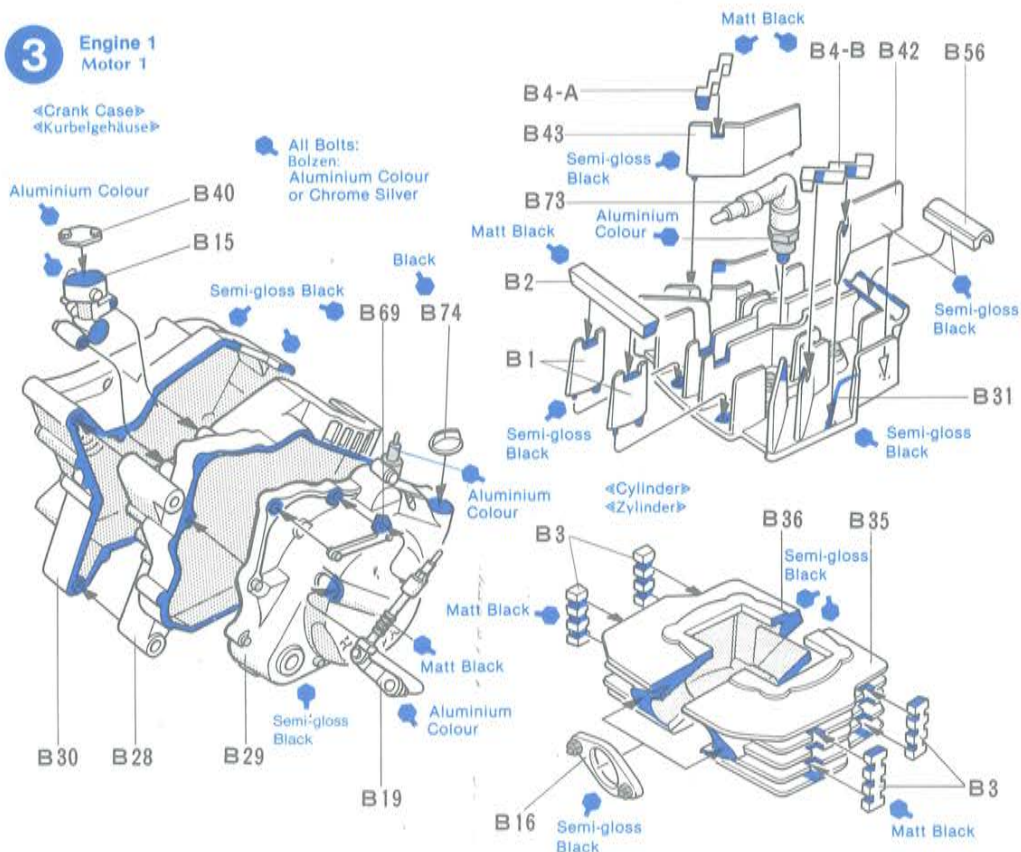 3
Engine 1
Motor 1
«Crank Case»
«Kurbelgehäuse»
All Bolts:
Bolzen:
Aluminium Colour
or Chrome Silver
Aluminium Colour
B40
B15
Semi-gloss Black
Black
B69
B74
Aluminium
Colour
Matt Black
Aluminium
Colour
Semi-gloss
Black
B30
B28
B29
B19
Matt Black
B4-A
B43
Semi-gloss
Black
B73
Aluminium
Colour
Matt Black
B2
B1
Semi-gloss
Black
B4-B
B42
B56
Semi-gloss
Black
B31
Semi-gloss
Black
«Cylinder»
«Zylinder»
B3
B36
B35
Semi-gloss
Black
Matt Black
B16
Semi-gloss
Black
B3
Matt Black